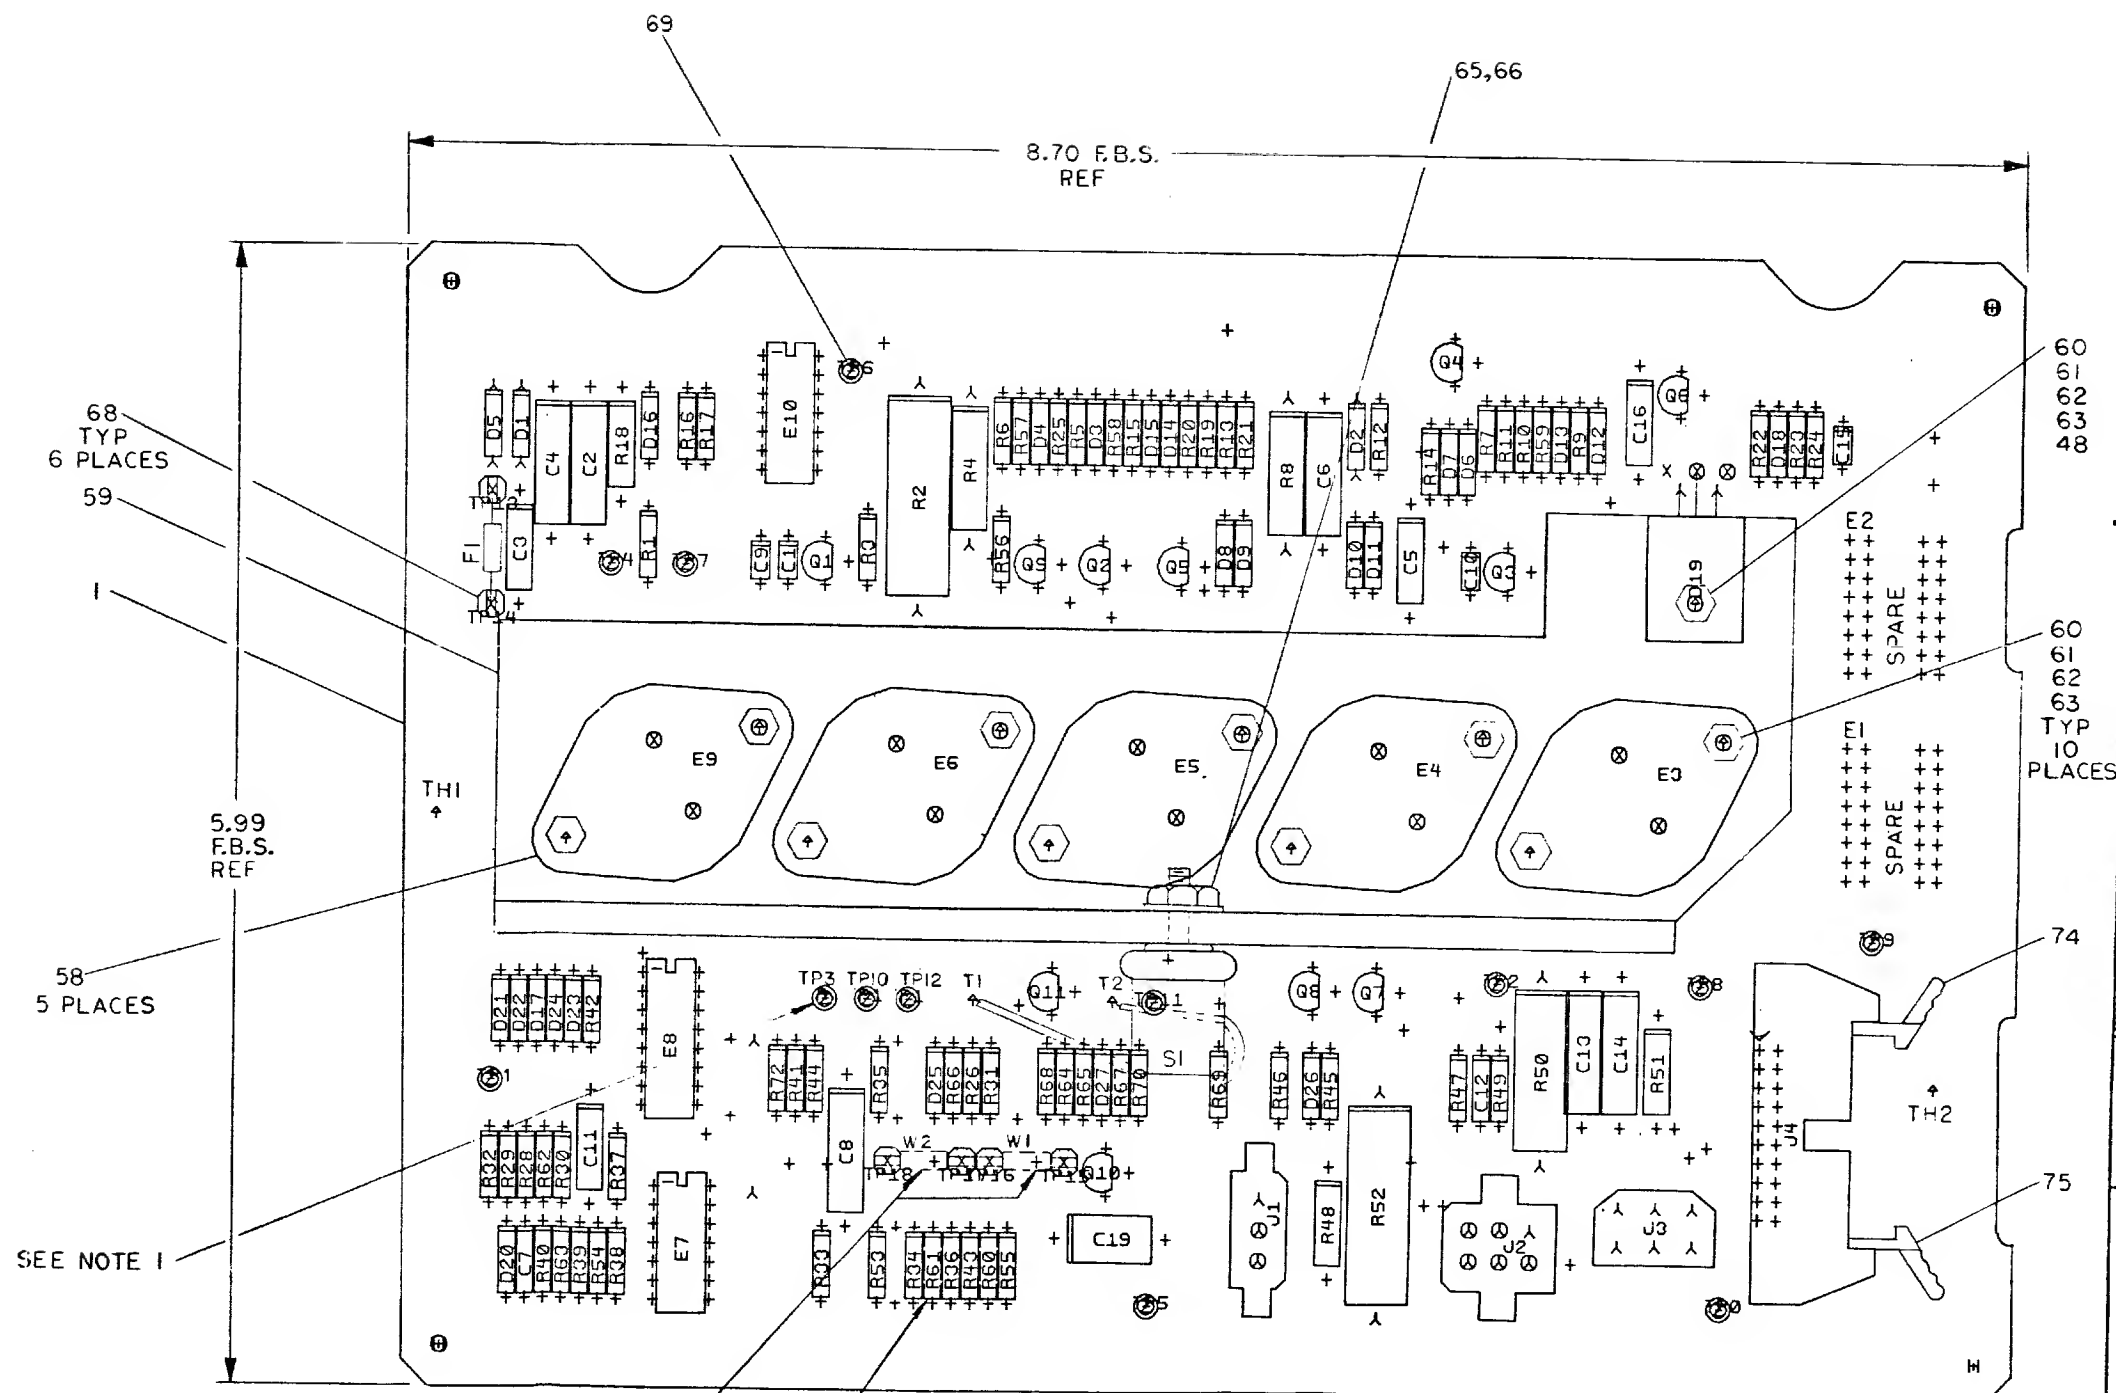 69
65,66
8.70 F.B.S.
REF
68
TYP
6 PLACES
59
1
60
61
62
63
48
60
61
62
63
TYP
10
PLACES
5.99
F.B.S.
REF
58
5 PLACES
SEE NOTE 1
74
75
Q4
Q6
D5 D1 C4 C2 R18 D16 R16 R17 E10
R2 R4 R6 R57 D4 R25 R5 D3 R58 R15 D15 D14 R20 R19 R13 R21
R8 C6 D2 R12 R14 D7 D6 R7 R11 R10 R59 D13 R9 D12 C16
R22 D18 R23 R24 C15
F1 C3 R1 C9 C1 Q1 R3 R56 Q9 Q2 Q5 D8 D9 D10 D11 C5 C10 Q3 D19
TP14
E2
SPARE
E1
SPARE
E9 E6 E5 E4 E3
TH1
TP3 TP10 TP12 T1 Q11 T2 Q8 Q7
D21 D22 D17 D24 D23 R42 E8
R72 R41 R44 R35 D25 R66 R26 R31 R68 R64 R65 D27 R67 R70 S1 R69 R46 D26 R45 R47 C12 R49 R50 C13 C14 R51
J4
TH2
R32 R29 R28 R62 R30 C11 R37 C8 W2 W1
TP18 TP15 Q10
D20 C7 R40 R63 R39 R54 R38 E7 R33 R53 R34 R61 R36 R43 R60 R55 C19 J1 R48 R52 J2 J3